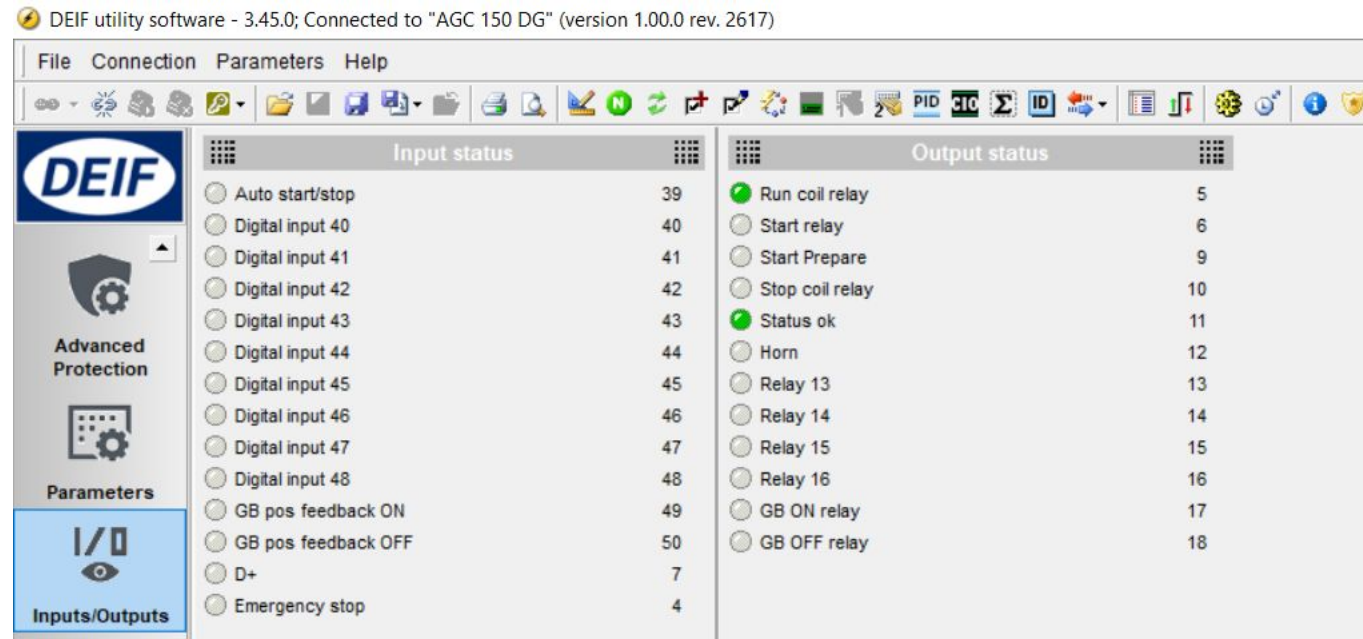 DEIF utility software - 3.45.0; Connected to "AGC 150 DG" (version 1.00.0 rev. 2617)
File Connection Parameters Help
PID
Σ
ID
DEIF
Advanced
Protection
Parameters
I/O
Inputs/Outputs
Input status
Auto start/stop 39
Digital input 40 40
Digital input 41 41
Digital input 42 42
Digital input 43 43
Digital input 44 44
Digital input 45 45
Digital input 46 46
Digital input 47 47
Digital input 48 48
GB pos feedback ON 49
GB pos feedback OFF 50
D+ 7
Emergency stop 4
Output status
Run coil relay 5
Start relay 6
Start Prepare 9
Stop coil relay 10
Status ok 11
Horn 12
Relay 13 13
Relay 14 14
Relay 15 15
Relay 16 16
GB ON relay 17
GB OFF relay 18